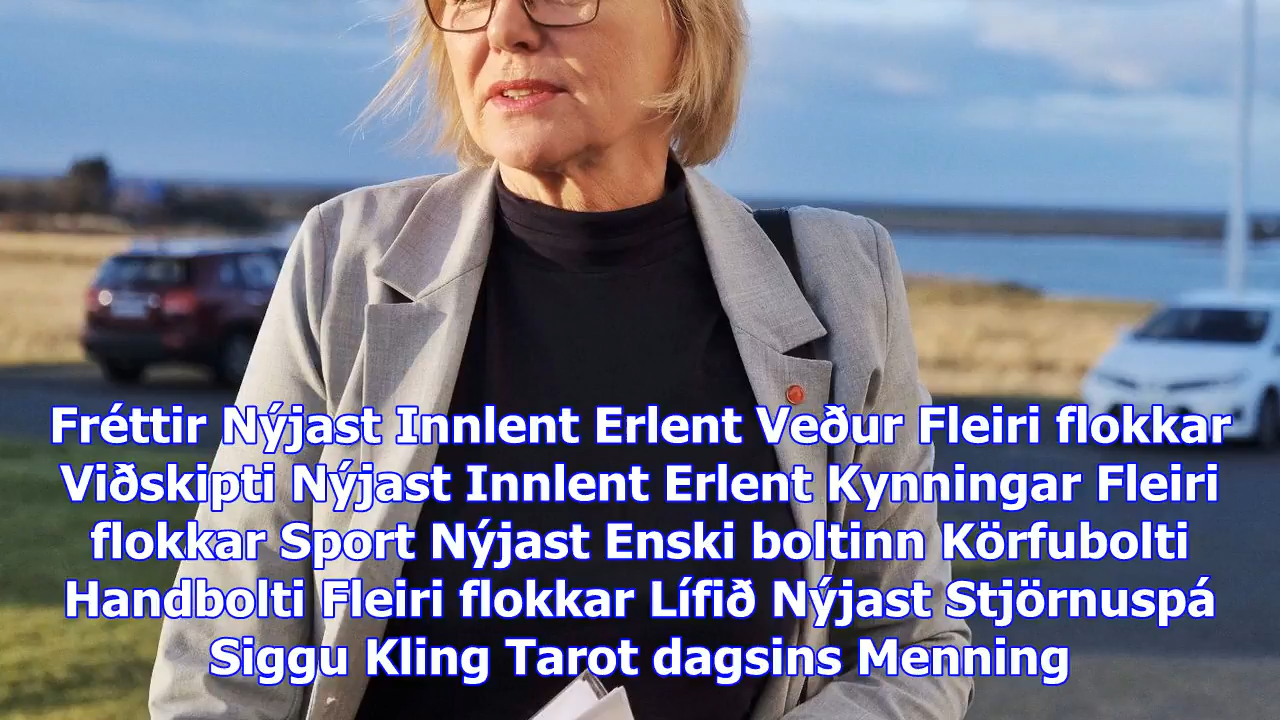 Fréttir Nýjast Innlent Erlent Veður Fleiri flokkar
Viðskipti Nýjast Innlent Erlent Kynningar Fleiri
flokkar Sport Nýjast Enski boltinn Körfubolti
Handbolti Fleiri flokkar Lífið Nýjast Stjörnuspá
Siggu Kling Tarot dagsins Menning